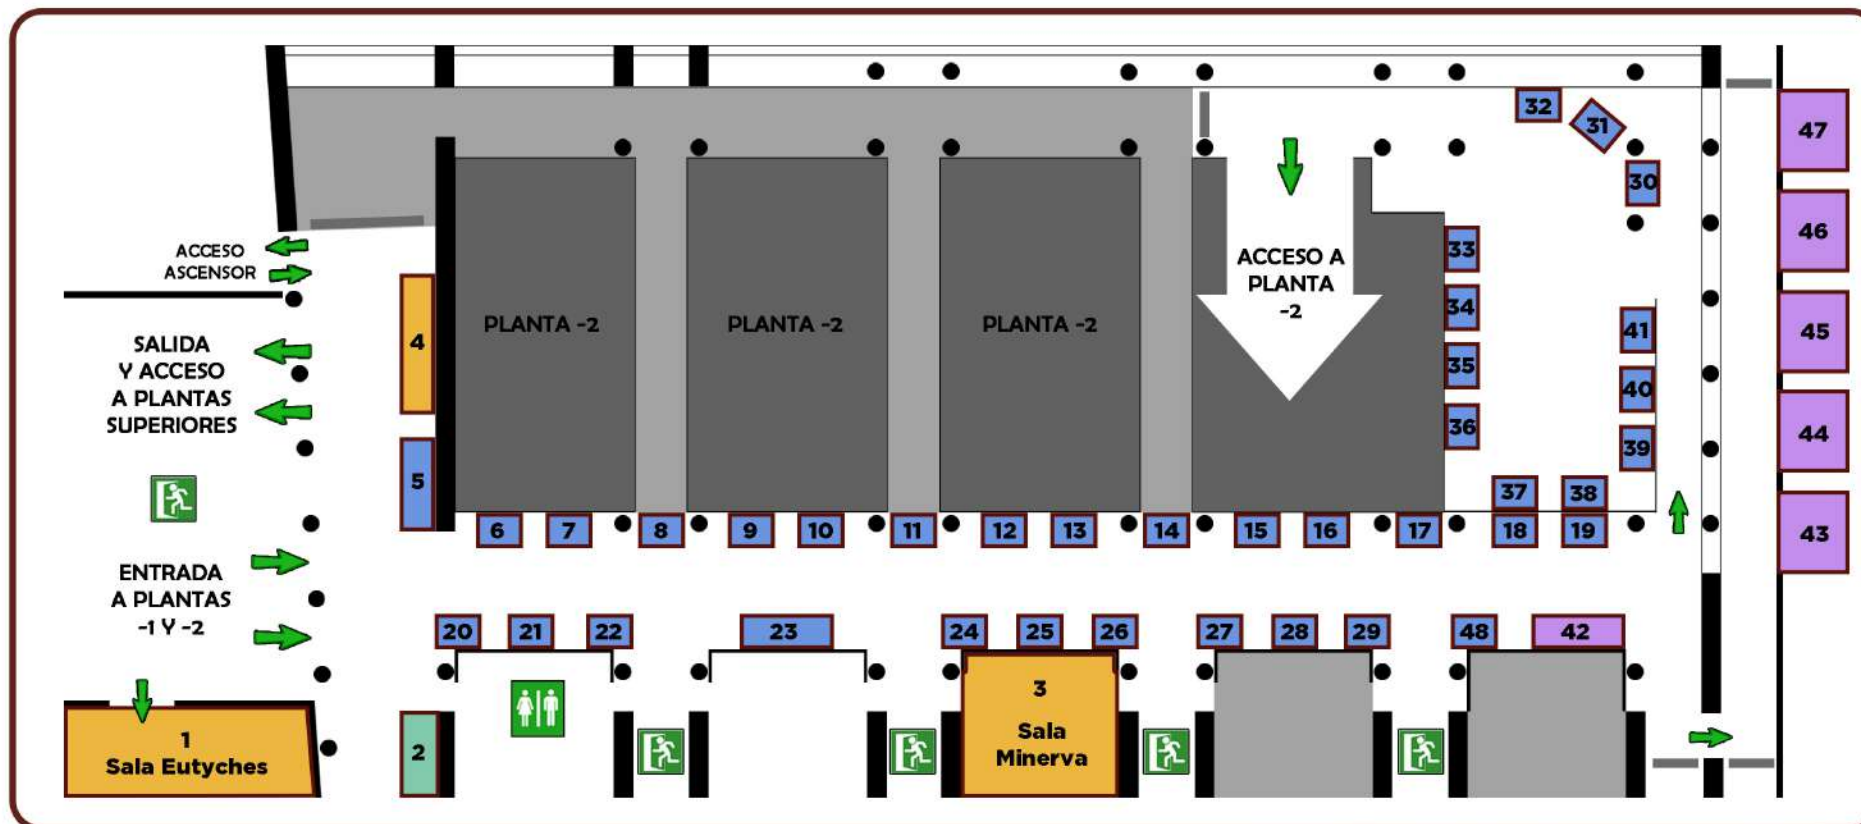 32
31
47
30
46
ACCESO
ASCENSOR
33
ACCESO A
PLANTA
-2
34
4
PLANTA -2
PLANTA -2
PLANTA -2
41
45
SALIDA
Y ACCESO
A PLANTAS
SUPERIORES
35
40
36
39
44
5
37
38
6
7
8
9
10
11
12
13
14
15
16
17
18
19
43
ENTRADA
A PLANTAS
-1 Y -2
20
21
22
23
24
25
26
27
28
29
48
42
3
Sala
Minerva
1
Sala Eutyches
2